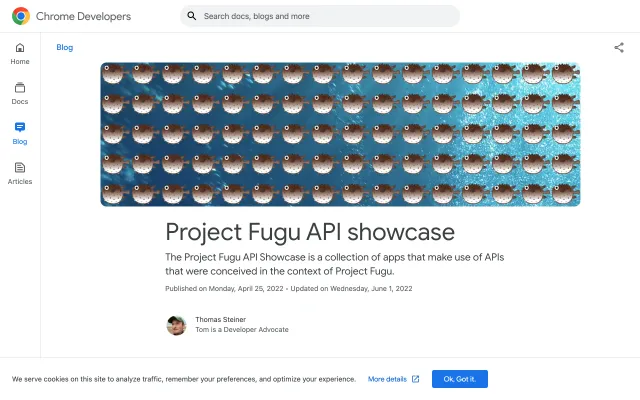 Chrome Developers
Search docs, blogs and more
Home
Docs
Blog
Articles
Blog
Project Fugu API showcase
The Project Fugu API Showcase is a collection of apps that make use of APIs
that were conceived in the context of Project Fugu.
Published on Monday, April 25, 2022 • Updated on Wednesday, June 1, 2022
Thomas Steiner
Tom is a Developer Advocate
We serve cookies on this site to analyze traffic, remember your preferences, and optimize your experience.
More details
Ok, Got it.